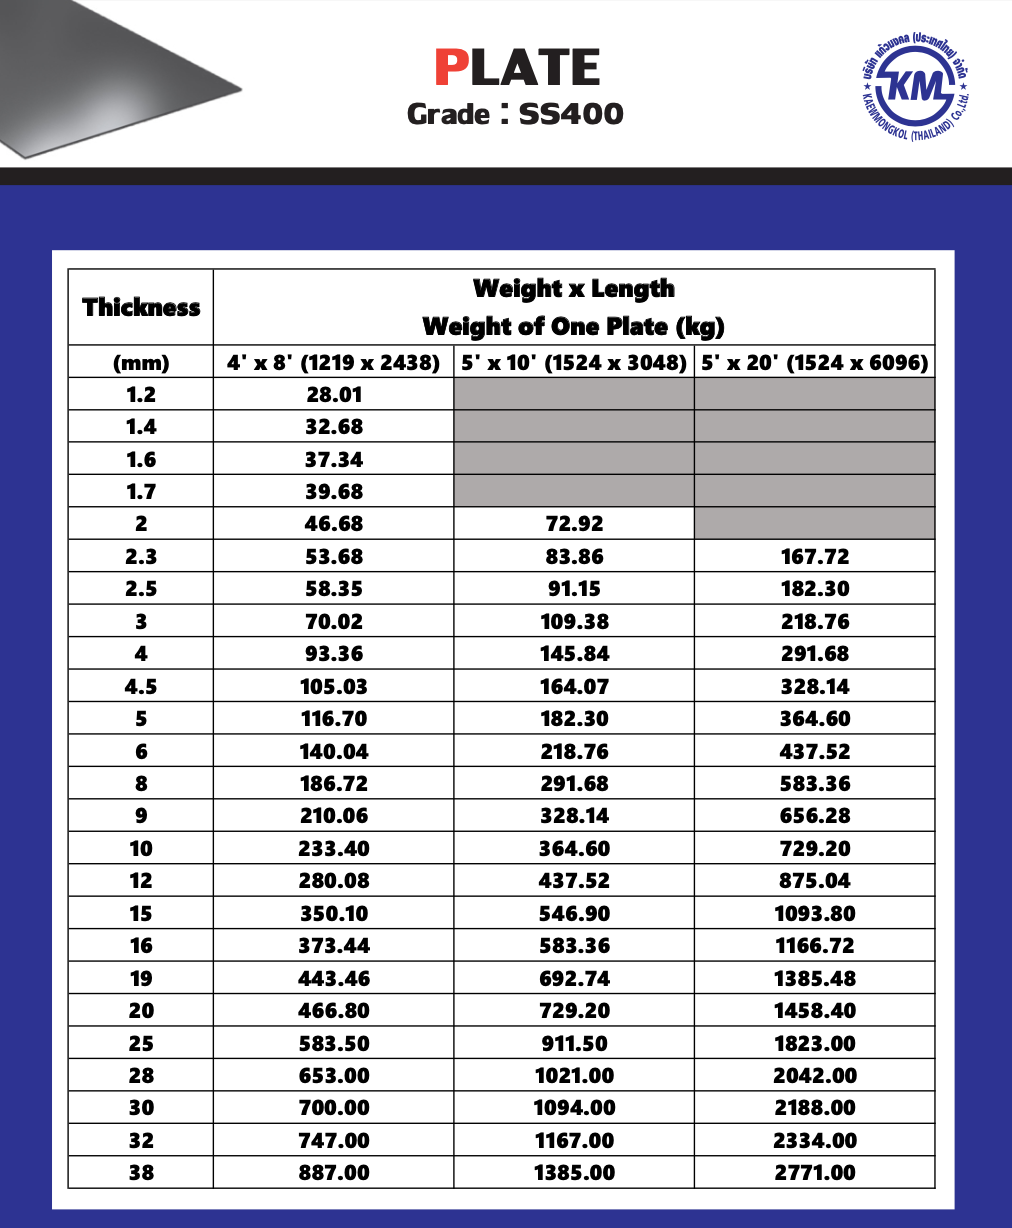 PLATE
Grade : SS400
บริษัท แก้วมงคล (ประเทศไทย) จำกัด
KM
KAEWMONGKOL (THAILAND) Co.,Ltd.
Thickness
Weight x Length
Weight of One Plate (kg)
(mm) 4' x 8' (1219 x 2438) 5' x 10' (1524 x 3048) 5' x 20' (1524 x 6096)
1.2 28.01
1.4 32.68
1.6 37.34
1.7 39.68
2 46.68 72.92
2.3 53.68 83.86 167.72
2.5 58.35 91.15 182.30
3 70.02 109.38 218.76
4 93.36 145.84 291.68
4.5 105.03 164.07 328.14
5 116.70 182.30 364.60
6 140.04 218.76 437.52
8 186.72 291.68 583.36
9 210.06 328.14 656.28
10 233.40 364.60 729.20
12 280.08 437.52 875.04
15 350.10 546.90 1093.80
16 373.44 583.36 1166.72
19 443.46 692.74 1385.48
20 466.80 729.20 1458.40
25 583.50 911.50 1823.00
28 653.00 1021.00 2042.00
30 700.00 1094.00 2188.00
32 747.00 1167.00 2334.00
38 887.00 1385.00 2771.00